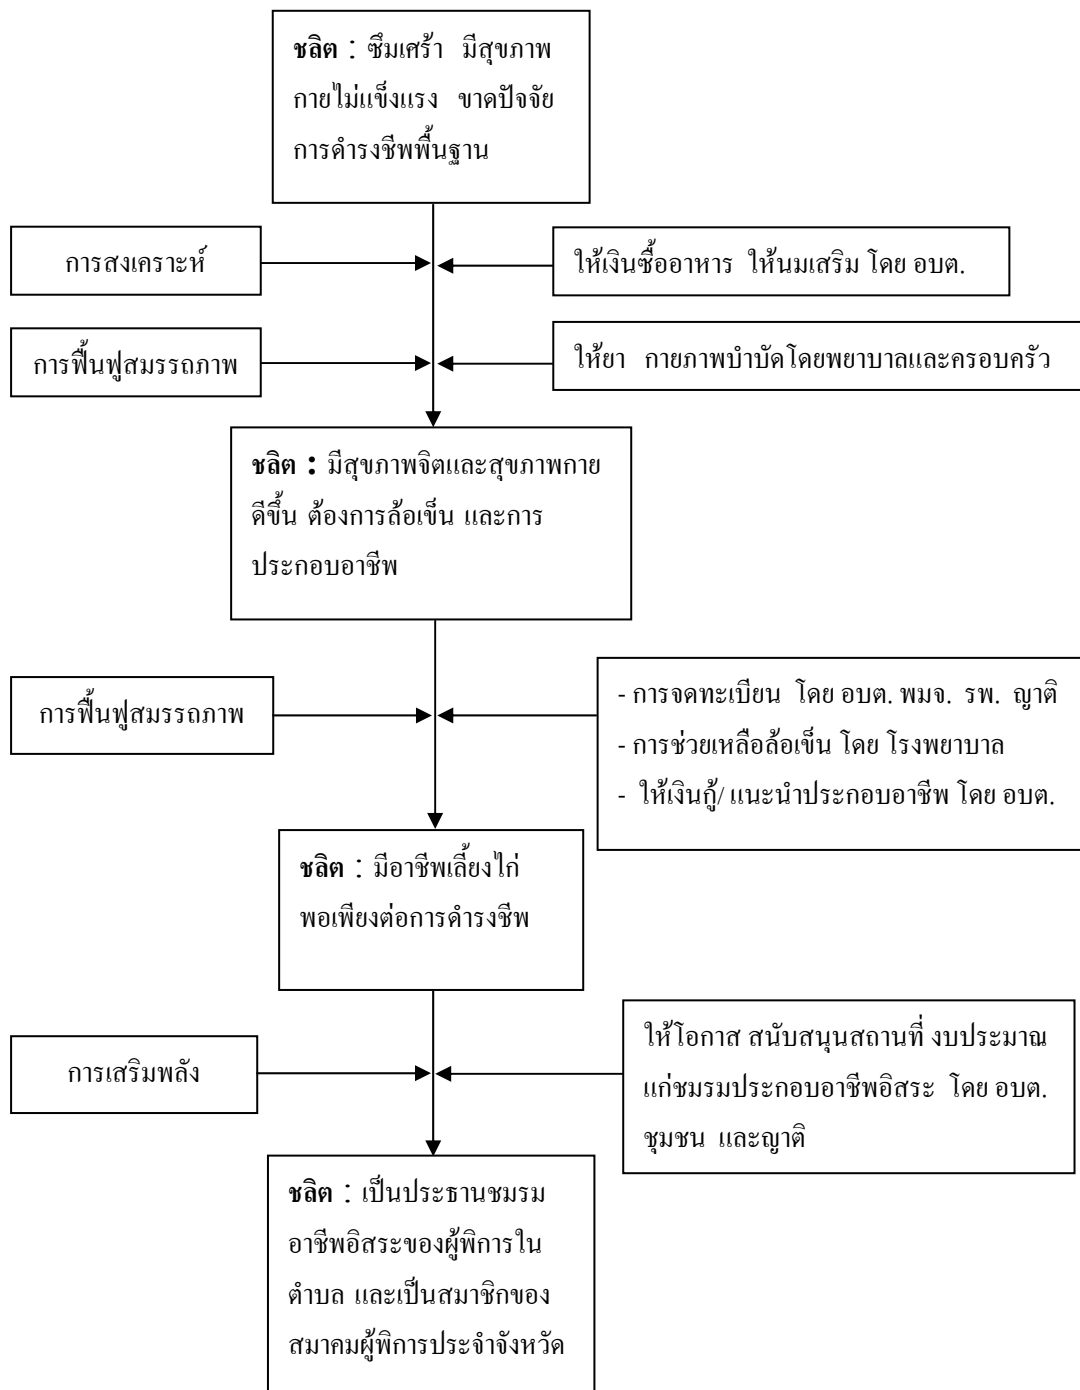 ชลิต : ซึมเศร้า มีสุขภาพ
กายไม่แข็งแรง ขาดปัจจัย
การดำรงชีพพื้นฐาน
การสงเคราะห์
ให้เงินซื้ออาหาร ให้นมเสริม โดย อบต.
การฟื้นฟูสมรรถภาพ
ให้ยา กายภาพบำบัดโดยพยาบาลและครอบครัว
ชลิต : มีสุขภาพจิตและสุขภาพกาย
ดีขึ้น ต้องการล้อเข็น และการ
ประกอบอาชีพ
การฟื้นฟูสมรรถภาพ
- การจดทะเบียน โดย อบต. พมจ. รพ. ญาติ
- การช่วยเหลือล้อเข็น โดย โรงพยาบาล
- ให้เงินกู้/ แนะนำประกอบอาชีพ โดย อบต.
ชลิต : มีอาชีพเลี้ยงไก่
พอเพียงต่อการดำรงชีพ
การเสริมพลัง
ให้โอกาส สนับสนุนสถานที่ งบประมาณ
แก่ชมรมประกอบอาชีพอิสระ โดย อบต.
ชุมชน และญาติ
ชลิต : เป็นประธานชมรม
อาชีพอิสระของผู้พิการใน
ตำบล และเป็นสมาชิกของ
สมาคมผู้พิการประจำจังหวัด